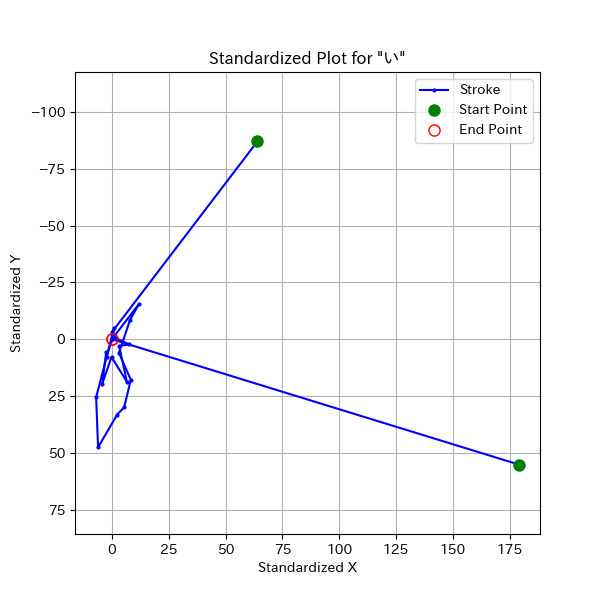 Standardized Plot for "い"
Stroke
Start Point
End Point
−100
−75
−50
−25
0
25
50
75
Standardized Y
0 25 50 75 100 125 150 175
Standardized X